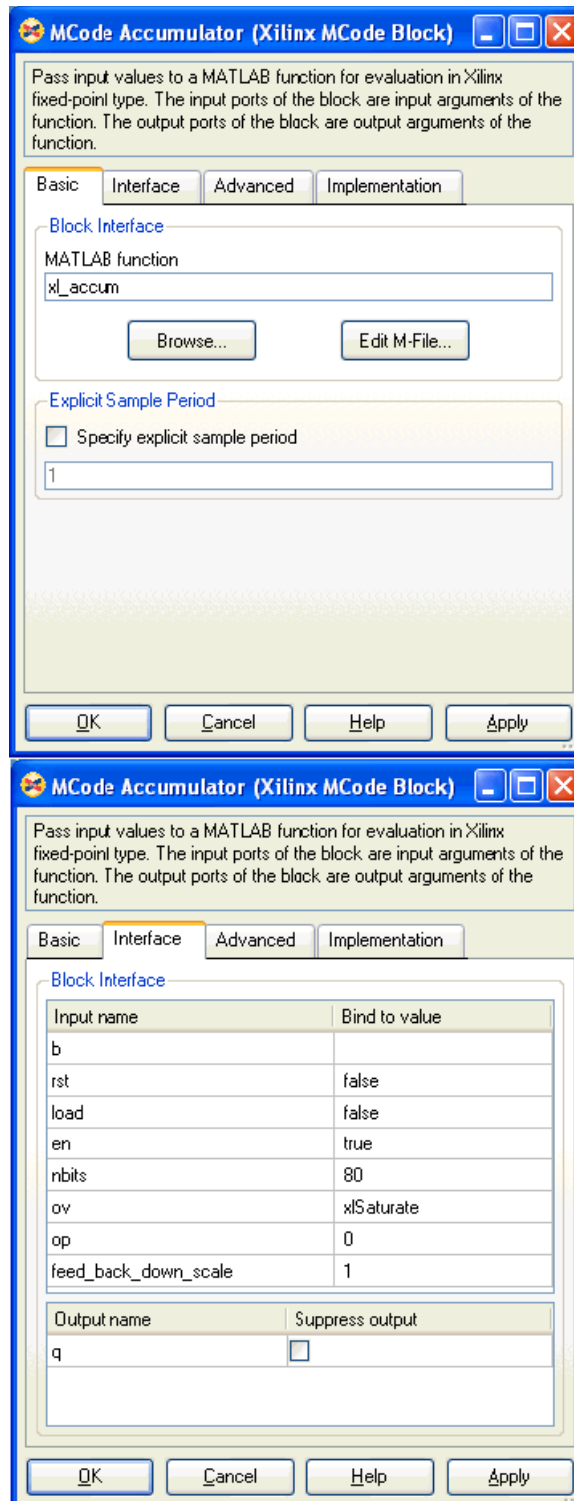 MCode Accumulator (Xilinx MCode Block)
Pass input values to a MATLAB function for evaluation in Xilinx
fixed-point type. The input ports of the block are input arguments of the
function. The output ports of the block are output arguments of the
function.
Basic Interface Advanced Implementation
Block Interface
MATLAB function
xl_accum
Browse... Edit M-File...
Explicit Sample Period
Specify explicit sample period
1
OK Cancel Help Apply
MCode Accumulator (Xilinx MCode Block)
Pass input values to a MATLAB function for evaluation in Xilinx
fixed-point type. The input ports of the block are input arguments of the
function. The output ports of the block are output arguments of the
function.
Basic Interface Advanced Implementation
Block Interface
Input name Bind to value
b
rst false
load false
en true
nbits 80
ov xlSaturate
op 0
feed_back_down_scale 1
Output name Suppress output
q
OK Cancel Help Apply